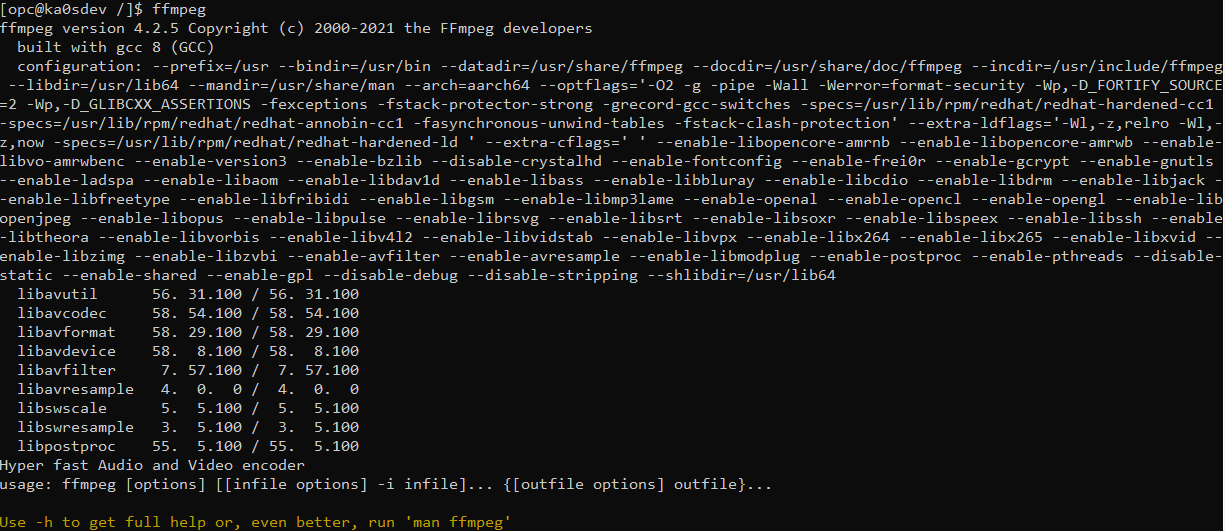 [opc@ka0sdev /]$ ffmpeg
ffmpeg version 4.2.5 Copyright (c) 2000-2021 the FFmpeg developers
  built with gcc 8 (GCC)
  configuration: --prefix=/usr --bindir=/usr/bin --datadir=/usr/share/ffmpeg --docdir=/usr/share/doc/ffmpeg --incdir=/usr/include/ffmpeg
 --libdir=/usr/lib64 --mandir=/usr/share/man --arch=aarch64 --optflags='-O2 -g -pipe -Wall -Werror=format-security -Wp,-D_FORTIFY_SOURCE
=2 -Wp,-D_GLIBCXX_ASSERTIONS -fexceptions -fstack-protector-strong -grecord-gcc-switches -specs=/usr/lib/rpm/redhat/redhat-hardened-cc1
-specs=/usr/lib/rpm/redhat/redhat-annobin-cc1 -fasynchronous-unwind-tables -fstack-clash-protection' --extra-ldflags='-Wl,-z,relro -Wl,-
z,now -specs=/usr/lib/rpm/redhat/redhat-hardened-ld ' --extra-cflags=' ' --enable-libopencore-amrnb --enable-libopencore-amrwb --enable-
libvo-amrwbenc --enable-version3 --enable-bzlib --disable-crystalhd --enable-fontconfig --enable-frei0r --enable-gcrypt --enable-gnutls
--enable-ladspa --enable-libaom --enable-libdav1d --enable-libass --enable-libbluray --enable-libcdio --enable-libdrm --enable-libjack -
-enable-libfreetype --enable-libfribidi --enable-libgsm --enable-libmp3lame --enable-openal --enable-opencl --enable-opengl --enable-lib
openjpeg --enable-libopus --enable-libpulse --enable-librsvg --enable-libsrt --enable-libsoxr --enable-libspeex --enable-libssh --enable
-libtheora --enable-libvorbis --enable-libv4l2 --enable-libvidstab --enable-libvpx --enable-libx264 --enable-libx265 --enable-libxvid --
enable-libzimg --enable-libzvbi --enable-avfilter --enable-avresample --enable-libmodplug --enable-postproc --enable-pthreads --disable-
static --enable-shared --enable-gpl --disable-debug --disable-stripping --shlibdir=/usr/lib64
  libavutil      56. 31.100 / 56. 31.100
  libavcodec     58. 54.100 / 58. 54.100
  libavformat    58. 29.100 / 58. 29.100
  libavdevice    58.  8.100 / 58.  8.100
  libavfilter     7. 57.100 /  7. 57.100
  libavresample   4.  0.  0 /  4.  0.  0
  libswscale      5.  5.100 /  5.  5.100
  libswresample   3.  5.100 /  3.  5.100
  libpostproc    55.  5.100 / 55.  5.100
Hyper fast Audio and Video encoder
usage: ffmpeg [options] [[infile options] -i infile]... {[outfile options] outfile}...
Use -h to get full help or, even better, run 'man ffmpeg'